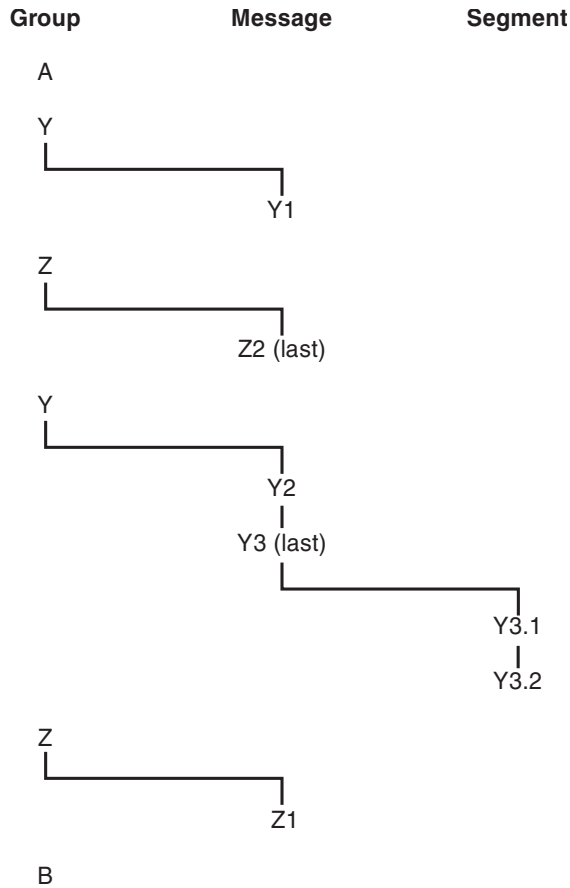 Group Message Segment
A
Y
Y1
Z
Z2 (last)
Y
Y2
Y3 (last)
Y3.1
Y3.2
Z
Z1
B